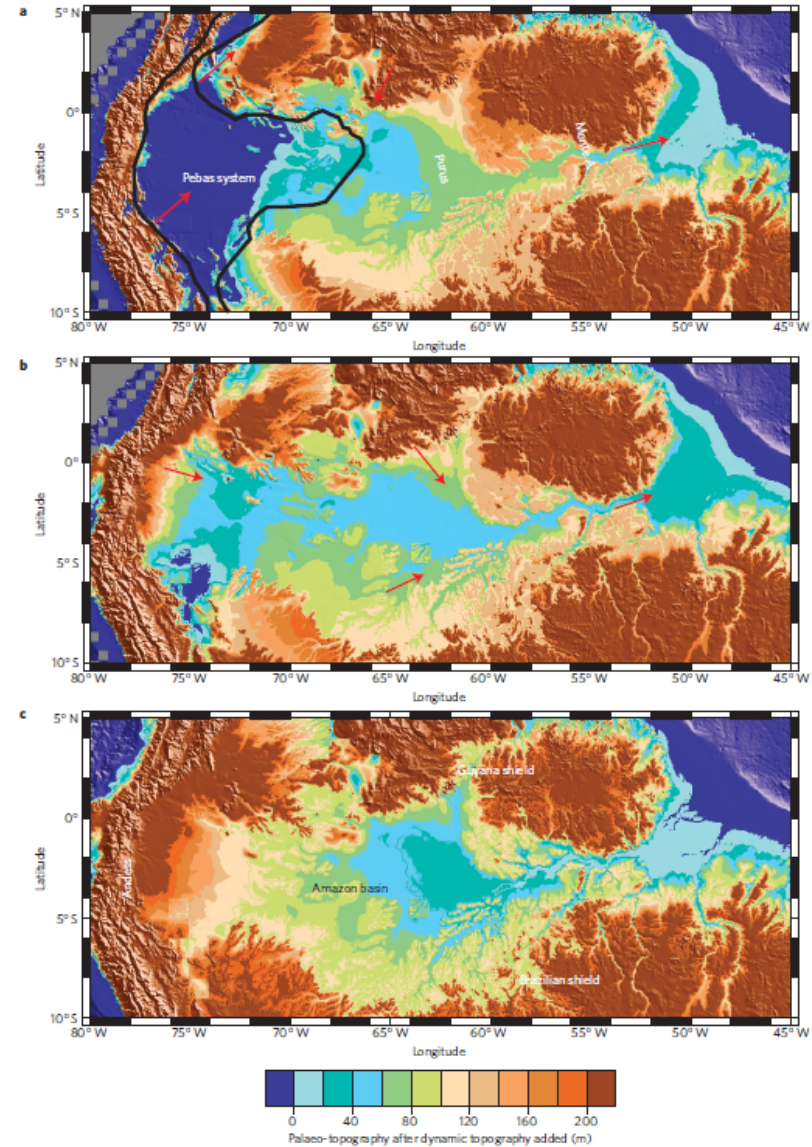 a
5° N
0°
5° S
10° S
Latitude
Pebas system
Purus
80° W
75° W
70° W
65° W
60° W
55° W
50° W
45° W
Longitude
b
5° N
0°
5° S
10° S
Latitude
80° W
75° W
70° W
65° W
60° W
55° W
50° W
45° W
Longitude
c
5° N
0°
5° S
10° S
Latitude
Guyana shield
Andes
Amazon basin
Brazilian shield
80° W
75° W
70° W
65° W
60° W
55° W
50° W
45° W
Longitude
0
40
80
120
160
200
Palaeo-topography after dynamic topography added (m)